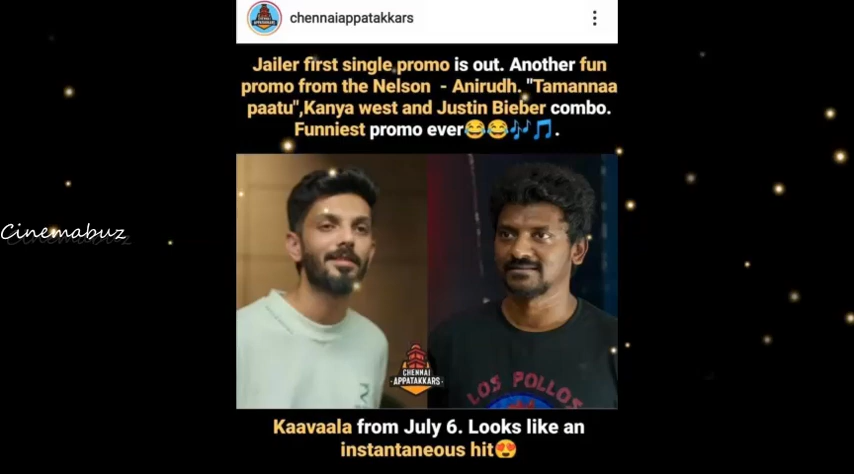 chennaiappatakkars
Jailer first single promo is out. Another fun
promo from the Nelson - Anirudh. "Tamannaa
paatu",Kanya west and Justin Bieber combo.
Funniest promo ever😂😂🎶🎵.
Cinemabuz
CHENNAI
APPATAKKARS
LOS POLLOS
Kaavaala from July 6. Looks like an
instantaneous hit😍